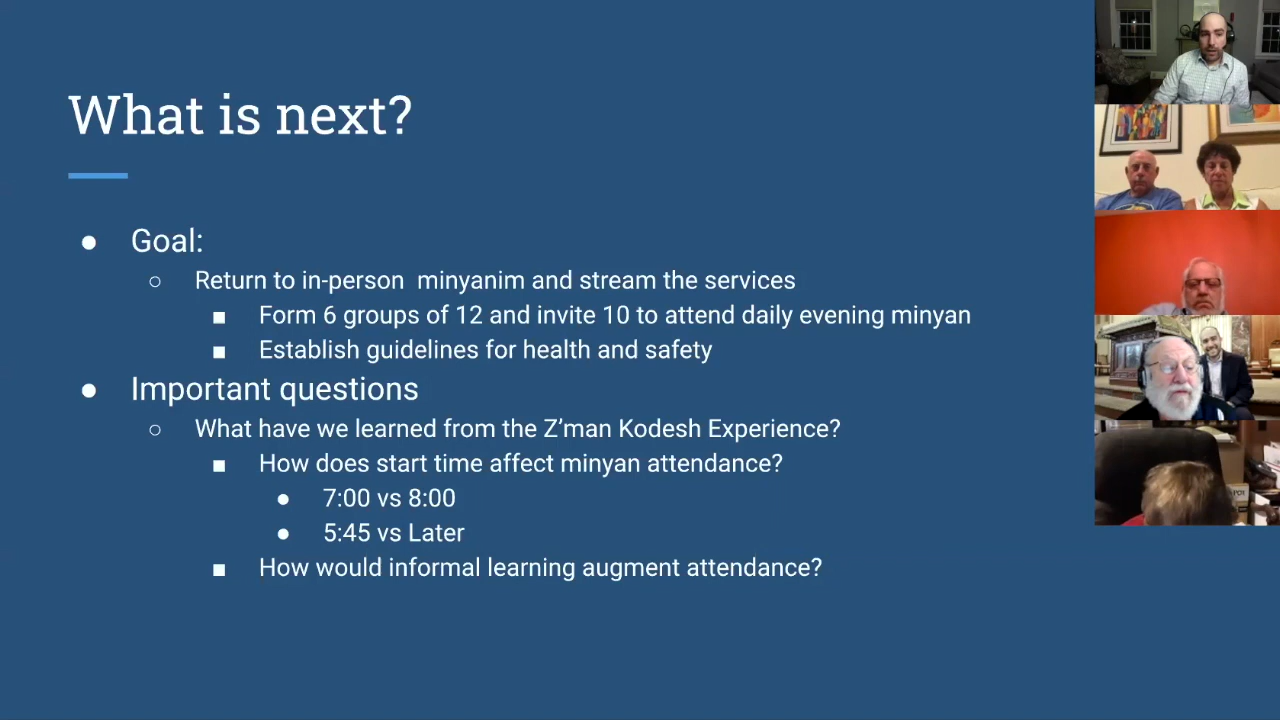 What is next?
● Goal:
○ Return to in-person minyanim and stream the services
■ Form 6 groups of 12 and invite 10 to attend daily evening minyan
■ Establish guidelines for health and safety
● Important questions
○ What have we learned from the Z’man Kodesh Experience?
■ How does start time affect minyan attendance?
● 7:00 vs 8:00
● 5:45 vs Later
■ How would informal learning augment attendance?